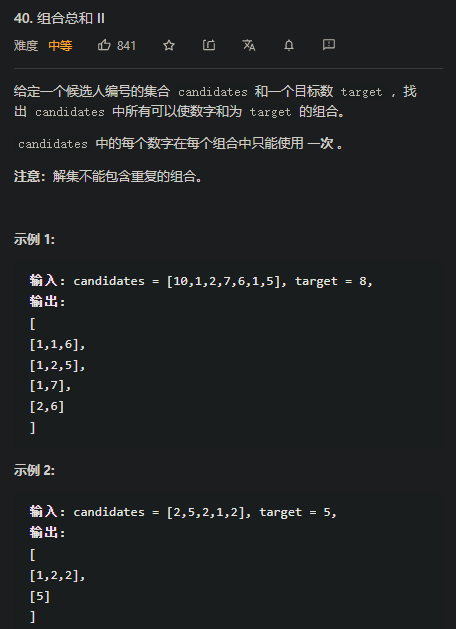 40. 组合总和 II
难度 中等 841
给定一个候选人编号的集合 candidates 和一个目标数 target ，找
出 candidates 中所有可以使数字和为 target 的组合。
candidates 中的每个数字在每个组合中只能使用 一次 。
注意：解集不能包含重复的组合。
示例 1:
输入: candidates = [10,1,2,7,6,1,5], target = 8,
输出:
[
[1,1,6],
[1,2,5],
[1,7],
[2,6]
]
示例 2:
输入: candidates = [2,5,2,1,2], target = 5,
输出:
[
[1,2,2],
[5]
]